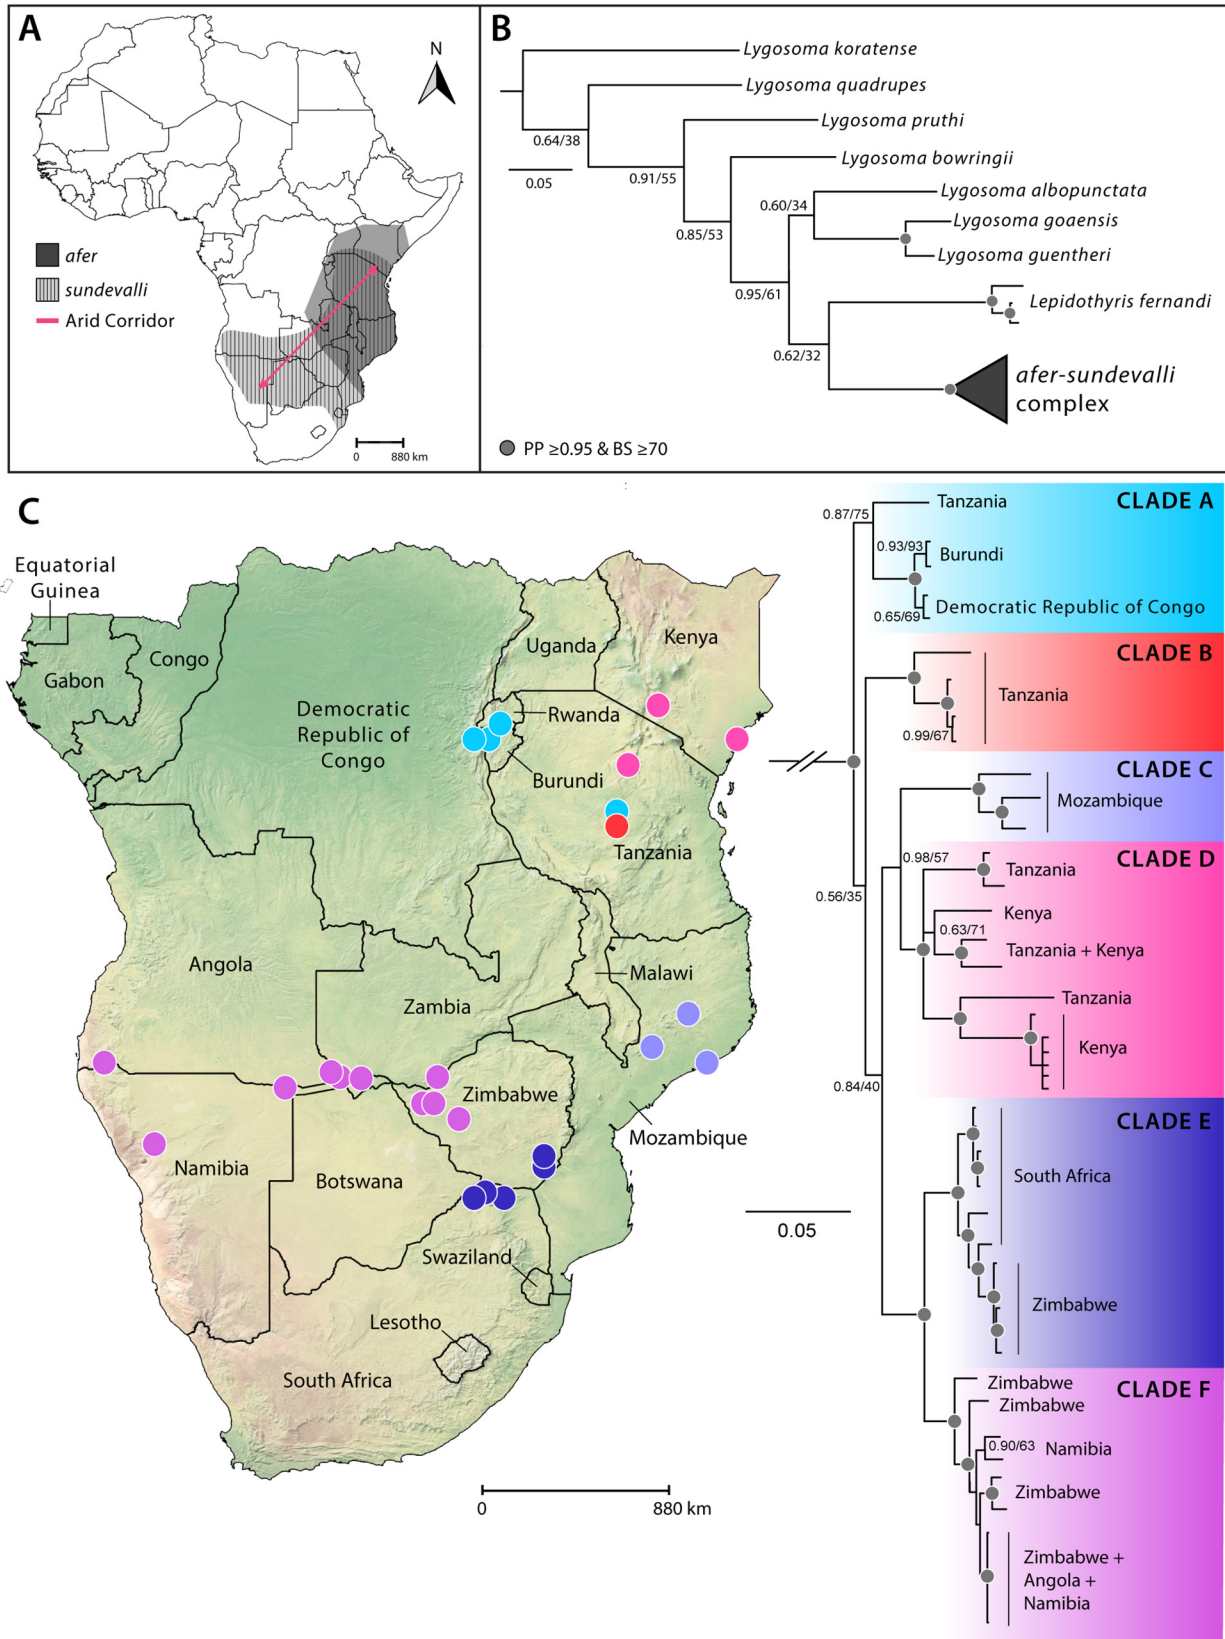 A
N
afer
sundevalli
Arid Corridor
0
880 km
B
Lygosoma koratense
Lygosoma quadrupes
0.64/38
Lygosoma pruthi
0.05
0.91/55
Lygosoma bowringii
0.60/34
Lygosoma albopunctata
0.85/53
Lygosoma goaensis
Lygosoma guentheri
0.95/61
Lepidothyris fernandi
0.62/32
afer-sundevalli
complex
PP ≥0.95 & BS ≥70
C
Equatorial
Guinea
Gabon
Congo
Democratic
Republic of
Congo
Uganda
Kenya
Rwanda
Burundi
Tanzania
Angola
Zambia
Malawi
Zimbabwe
Mozambique
Namibia
Botswana
Swaziland
Lesotho
South Africa
0
880 km
0.05
CLADE A
0.87/75
Tanzania
0.93/93
Burundi
0.65/69
Democratic Republic of Congo
CLADE B
Tanzania
0.99/67
CLADE C
Mozambique
CLADE D
0.98/57
Tanzania
0.56/35
Kenya
0.63/71
Tanzania + Kenya
Tanzania
Kenya
0.84/40
CLADE E
South Africa
Zimbabwe
CLADE F
Zimbabwe
Zimbabwe
0.90/63
Namibia
Zimbabwe
Zimbabwe +
Angola +
Namibia